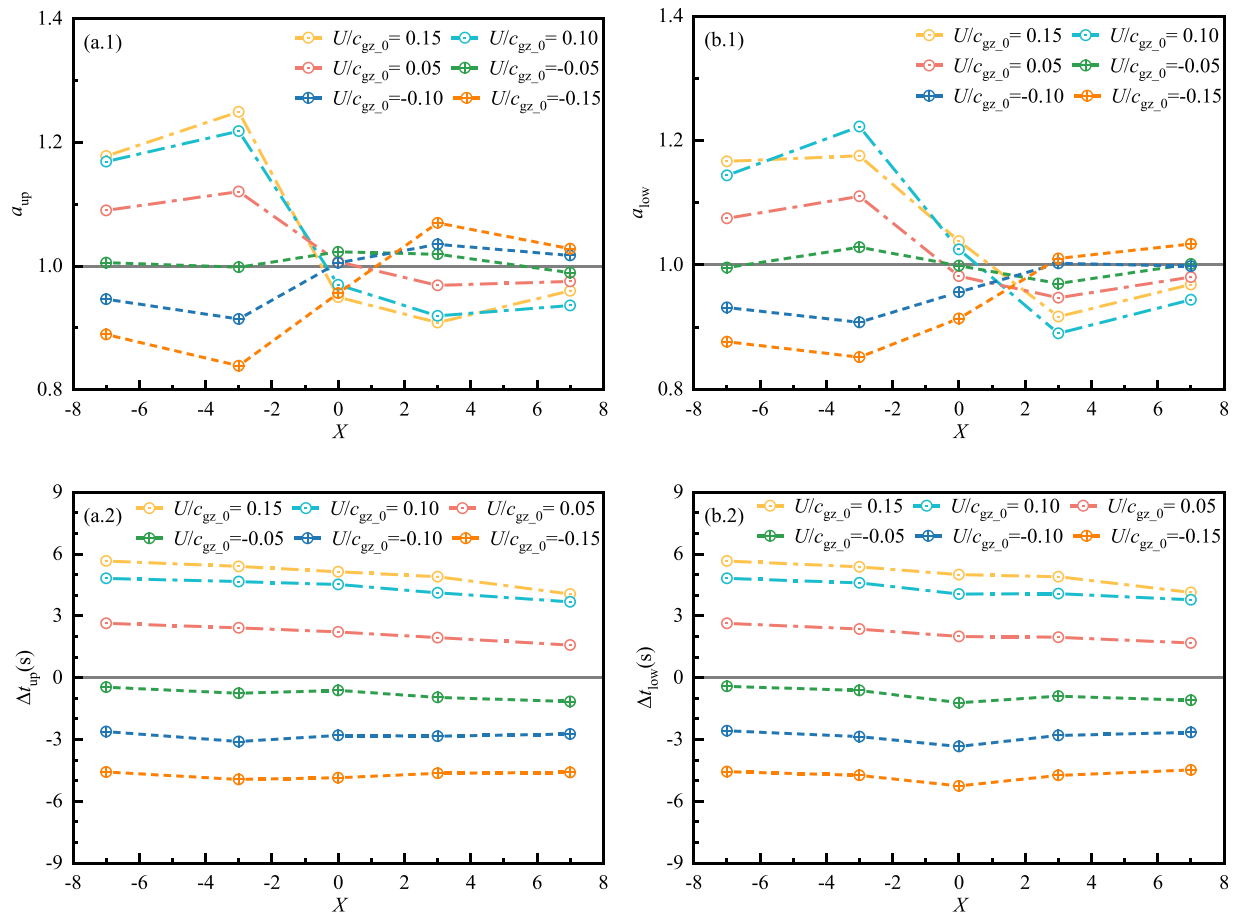 (a.1)
U/c_gz_0= 0.15 U/c_gz_0= 0.10
U/c_gz_0= 0.05 U/c_gz_0=-0.05
U/c_gz_0=-0.10 U/c_gz_0=-0.15
1.4
1.2
1.0
0.8
a_up
-8 -6 -4 -2 0 2 4 6 8
X
(b.1)
U/c_gz_0= 0.15 U/c_gz_0= 0.10
U/c_gz_0= 0.05 U/c_gz_0=-0.05
U/c_gz_0=-0.10 U/c_gz_0=-0.15
1.4
1.2
1.0
0.8
a_low
-8 -6 -4 -2 0 2 4 6 8
X
(a.2)
U/c_gz_0= 0.15 U/c_gz_0= 0.10 U/c_gz_0= 0.05
U/c_gz_0=-0.05 U/c_gz_0=-0.10 U/c_gz_0=-0.15
9
6
3
0
-3
-6
-9
Δt_up(s)
-8 -6 -4 -2 0 2 4 6 8
X
(b.2)
U/c_gz_0= 0.15 U/c_gz_0= 0.10 U/c_gz_0= 0.05
U/c_gz_0=-0.05 U/c_gz_0=-0.10 U/c_gz_0=-0.15
9
6
3
0
-3
-6
-9
Δt_low(s)
-8 -6 -4 -2 0 2 4 6 8
X